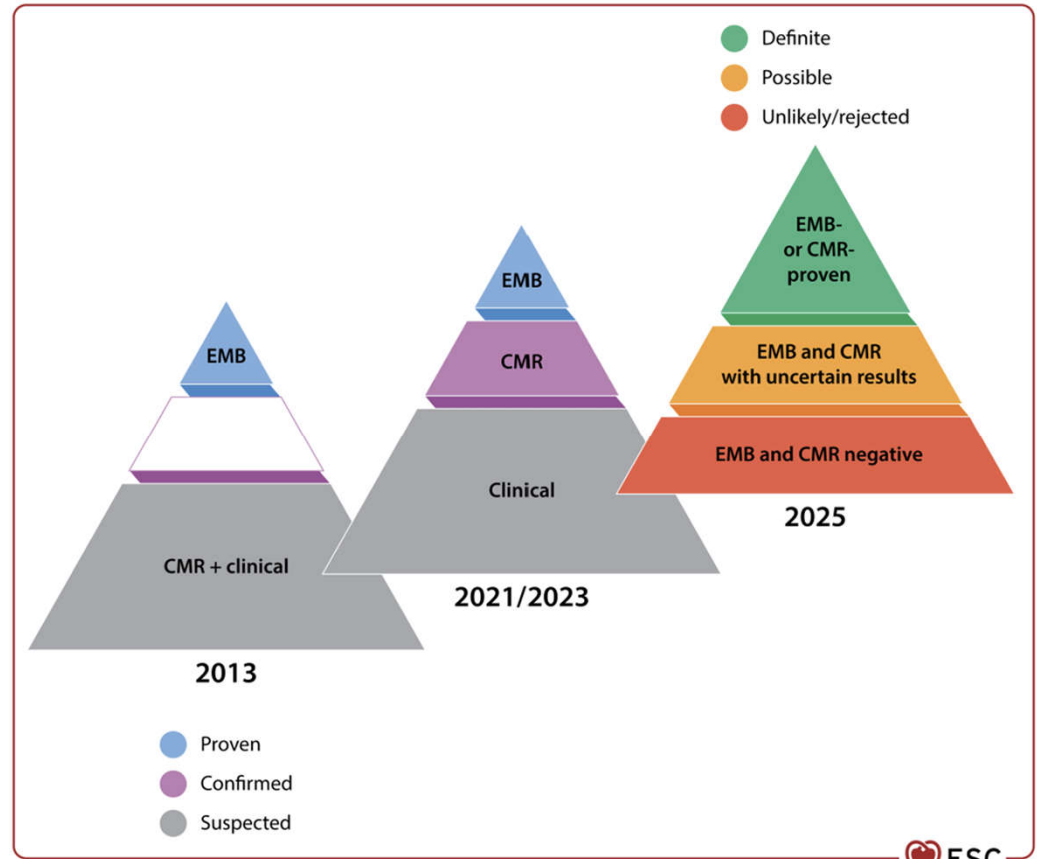 Definite
Possible
Unlikely/rejected
EMB-
or CMR-
proven
EMB and CMR
with uncertain results
EMB and CMR negative
2025
EMB
CMR
Clinical
2021/2023
EMB
CMR + clinical
2013
Proven
Confirmed
Suspected
ESC